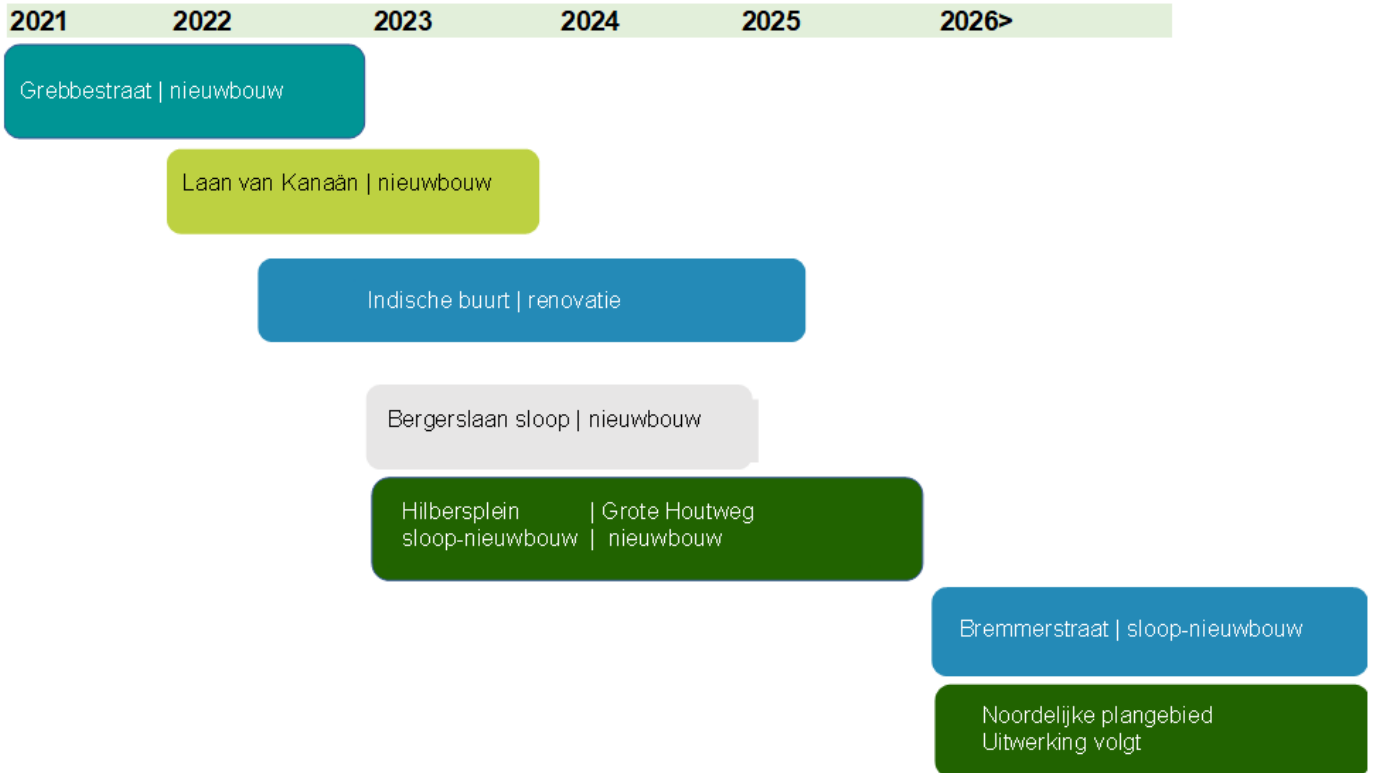 2021 2022 2023 2024 2025 2026>
Grebbestraat | nieuwbouw
Laan van Kanaän | nieuwbouw
Indische buurt | renovatie
Bergerslaan sloop | nieuwbouw
Hilbersplein | Grote Houtweg
sloop-nieuwbouw | nieuwbouw
Bremmerstraat | sloop-nieuwbouw
Noordelijke plangebied
Uitwerking volgt